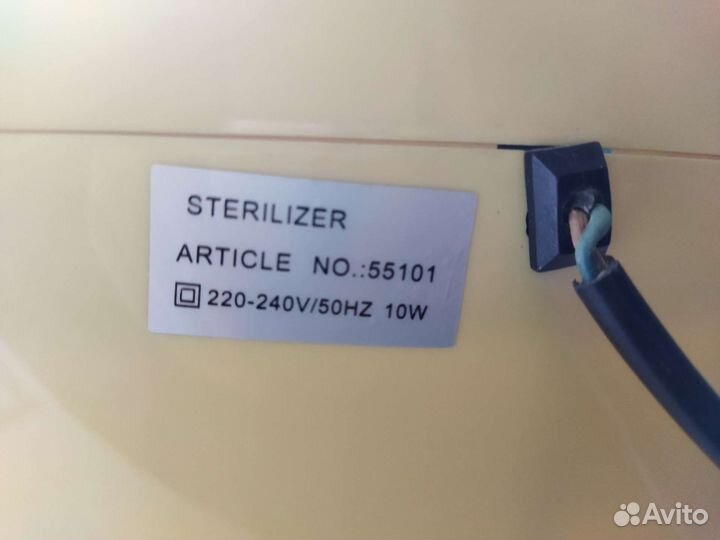 STERILIZER
ARTICLE NO.:55101
220-240V/50HZ 10W
Avito